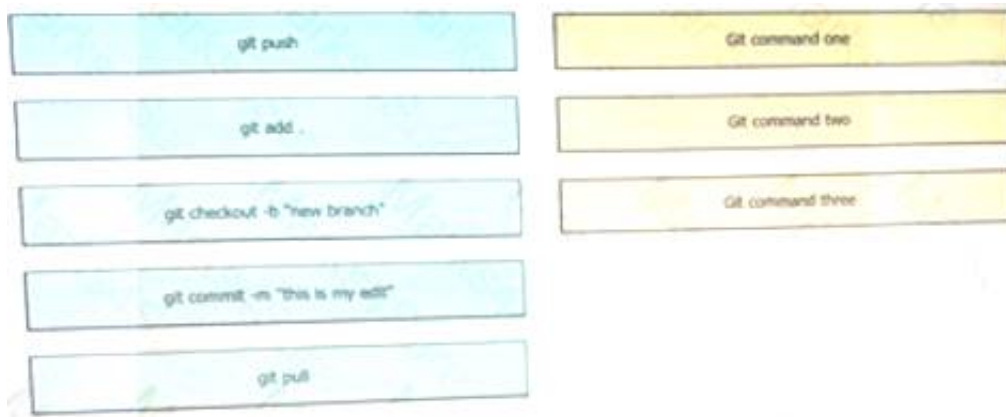 git push
git add .
git checkout -b "new branch"
git commit -m "this is my edit"
git pull
Git command one
Git command two
Git command three